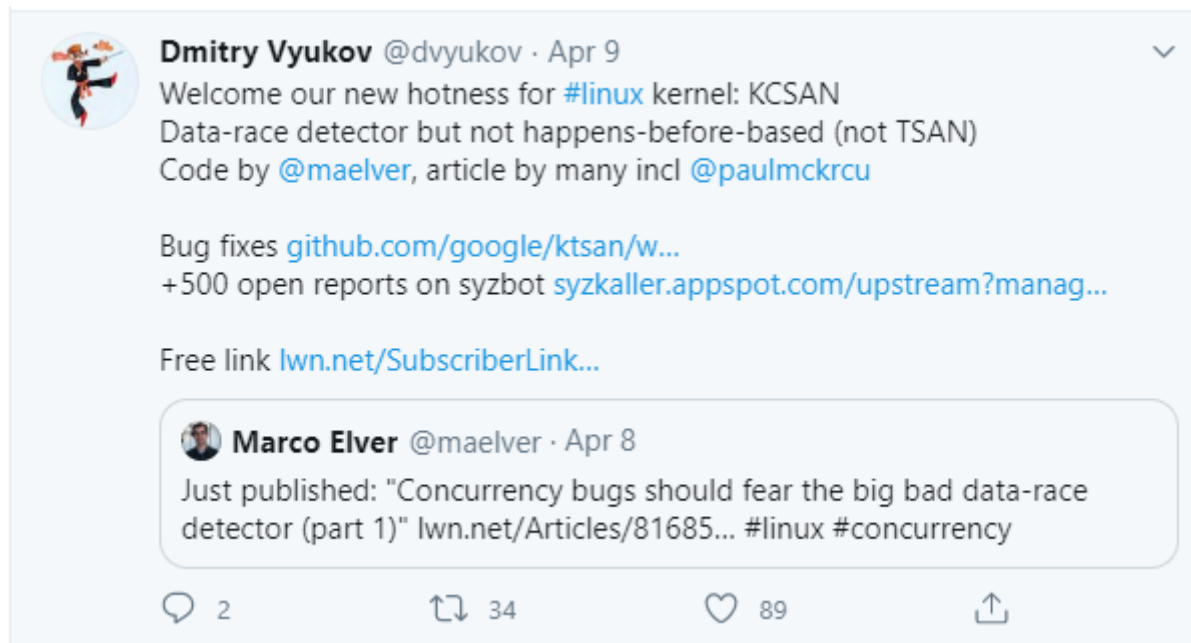 Dmitry Vyukov @dvyukov · Apr 9
Welcome our new hotness for #linux kernel: KCSAN
Data-race detector but not happens-before-based (not TSAN)
Code by @maelver, article by many incl @paulmckrcu
Bug fixes github.com/google/ktsan/w...
+500 open reports on syzbot syzkaller.appspot.com/upstream?manag...
Free link lwn.net/SubscriberLink...
Marco Elver @maelver · Apr 8
Just published: "Concurrency bugs should fear the big bad data-race
detector (part 1)" lwn.net/Articles/81685... #linux #concurrency
2 34 89